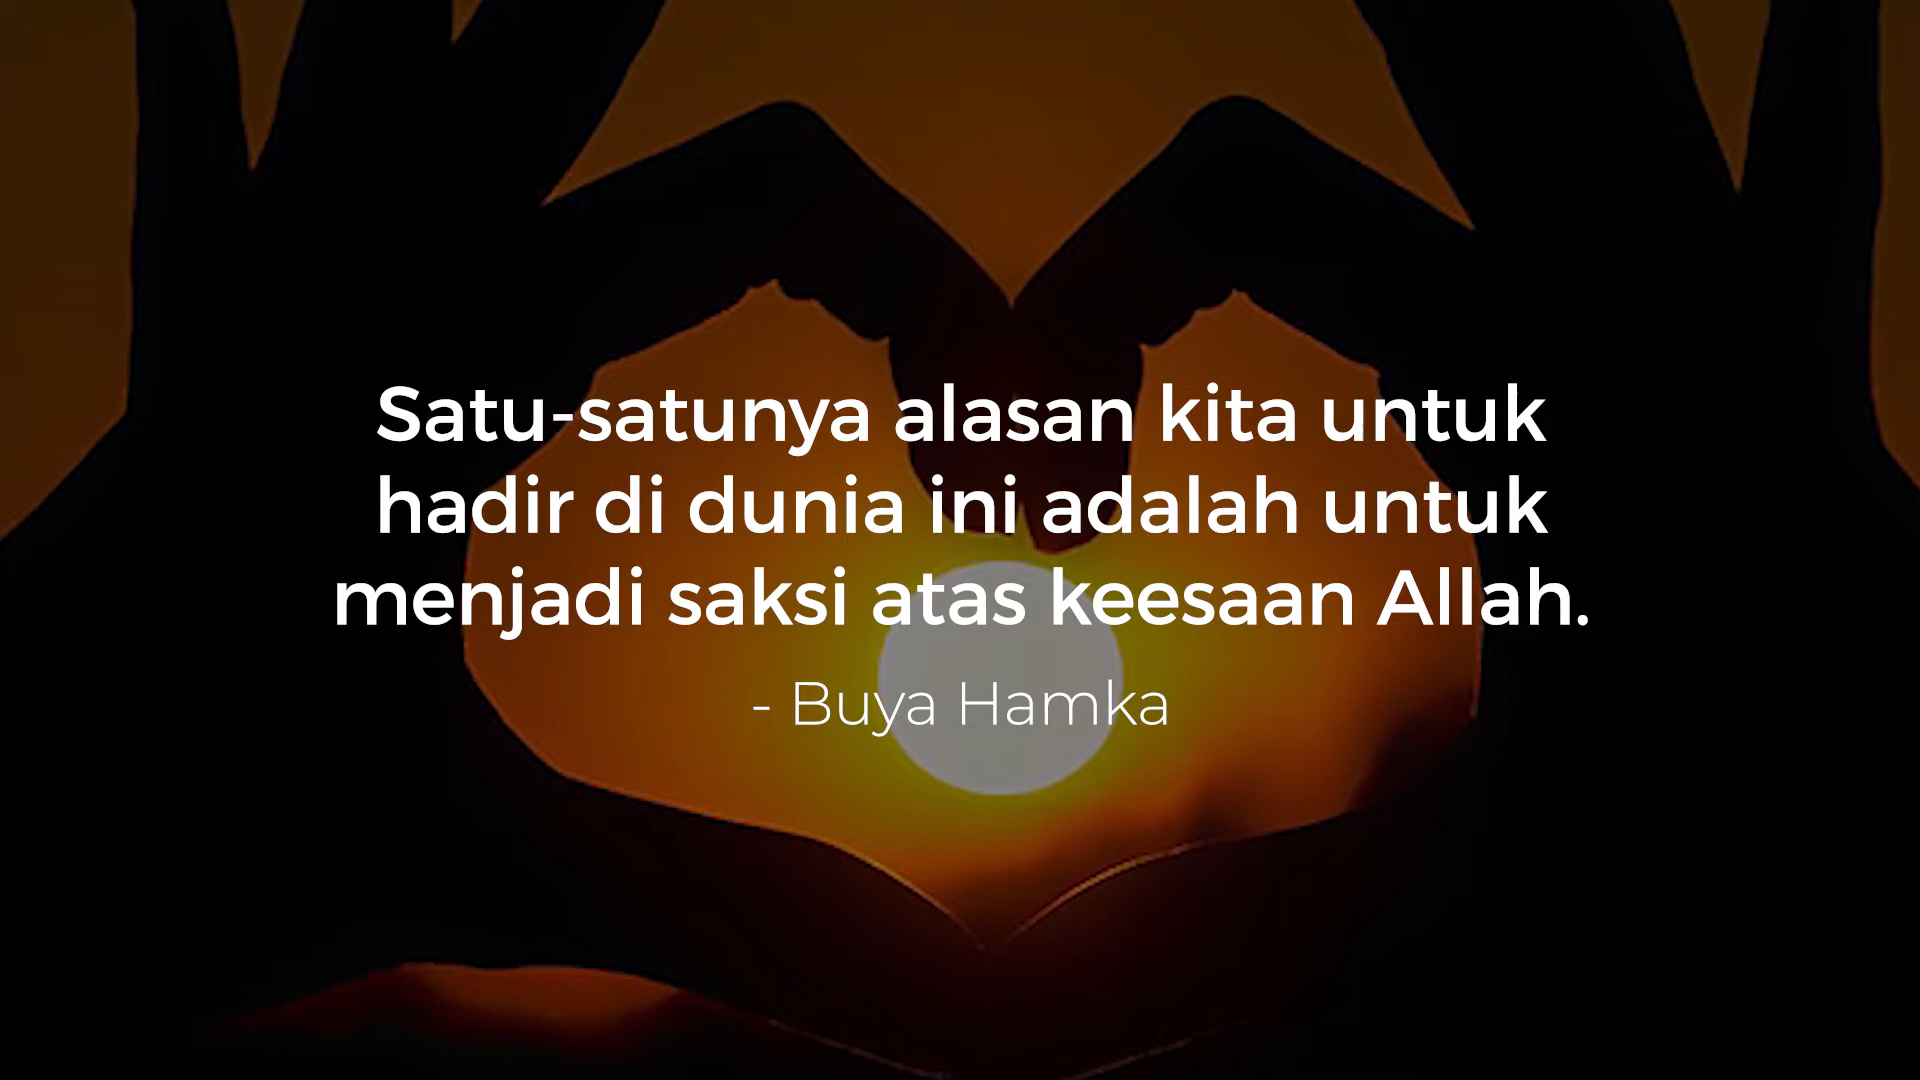 Satu-satunya alasan kita untuk
hadir di dunia ini adalah untuk
menjadi saksi atas keesaan Allah.
- Buya Hamka